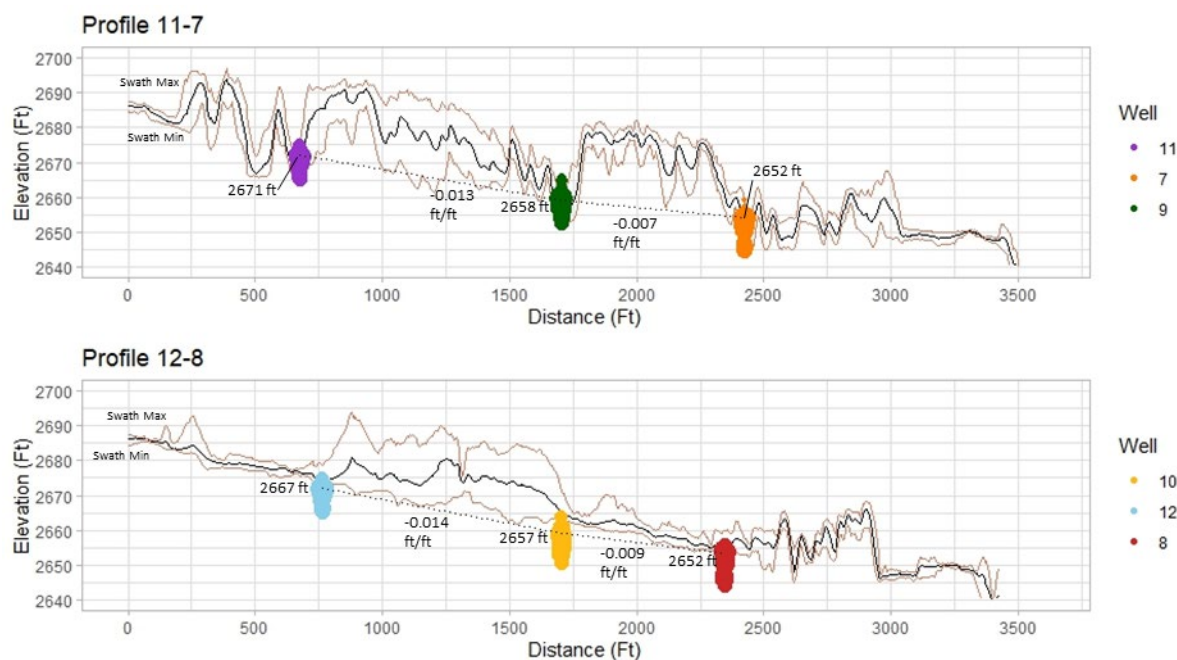 Profile 11-7
Elevation (Ft)
2700
2690
2680
2670
2660
2650
2640
Swath Max
Swath Min
2671 ft
-0.013
ft/ft
2658 ft
-0.007
ft/ft
2652 ft
0
500
1000
1500
2000
2500
3000
3500
Distance (Ft)
Well
11
7
9
Profile 12-8
Elevation (Ft)
2700
2690
2680
2670
2660
2650
2640
Swath Max
Swath Min
2667 ft
-0.014
ft/ft
2657 ft
-0.009
ft/ft
2652 ft
0
500
1000
1500
2000
2500
3000
3500
Distance (Ft)
Well
10
12
8